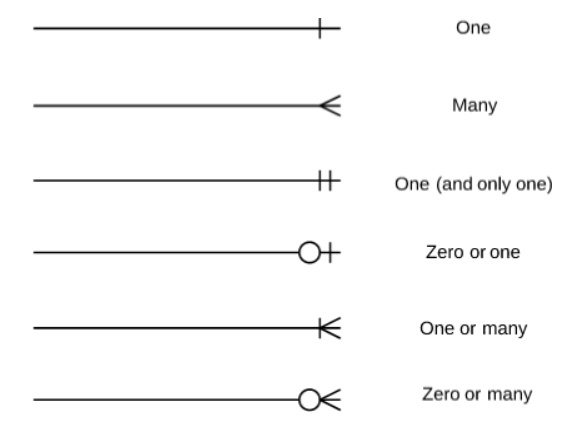 One
Many
One (and only one)
Zero or one
One or many
Zero or many